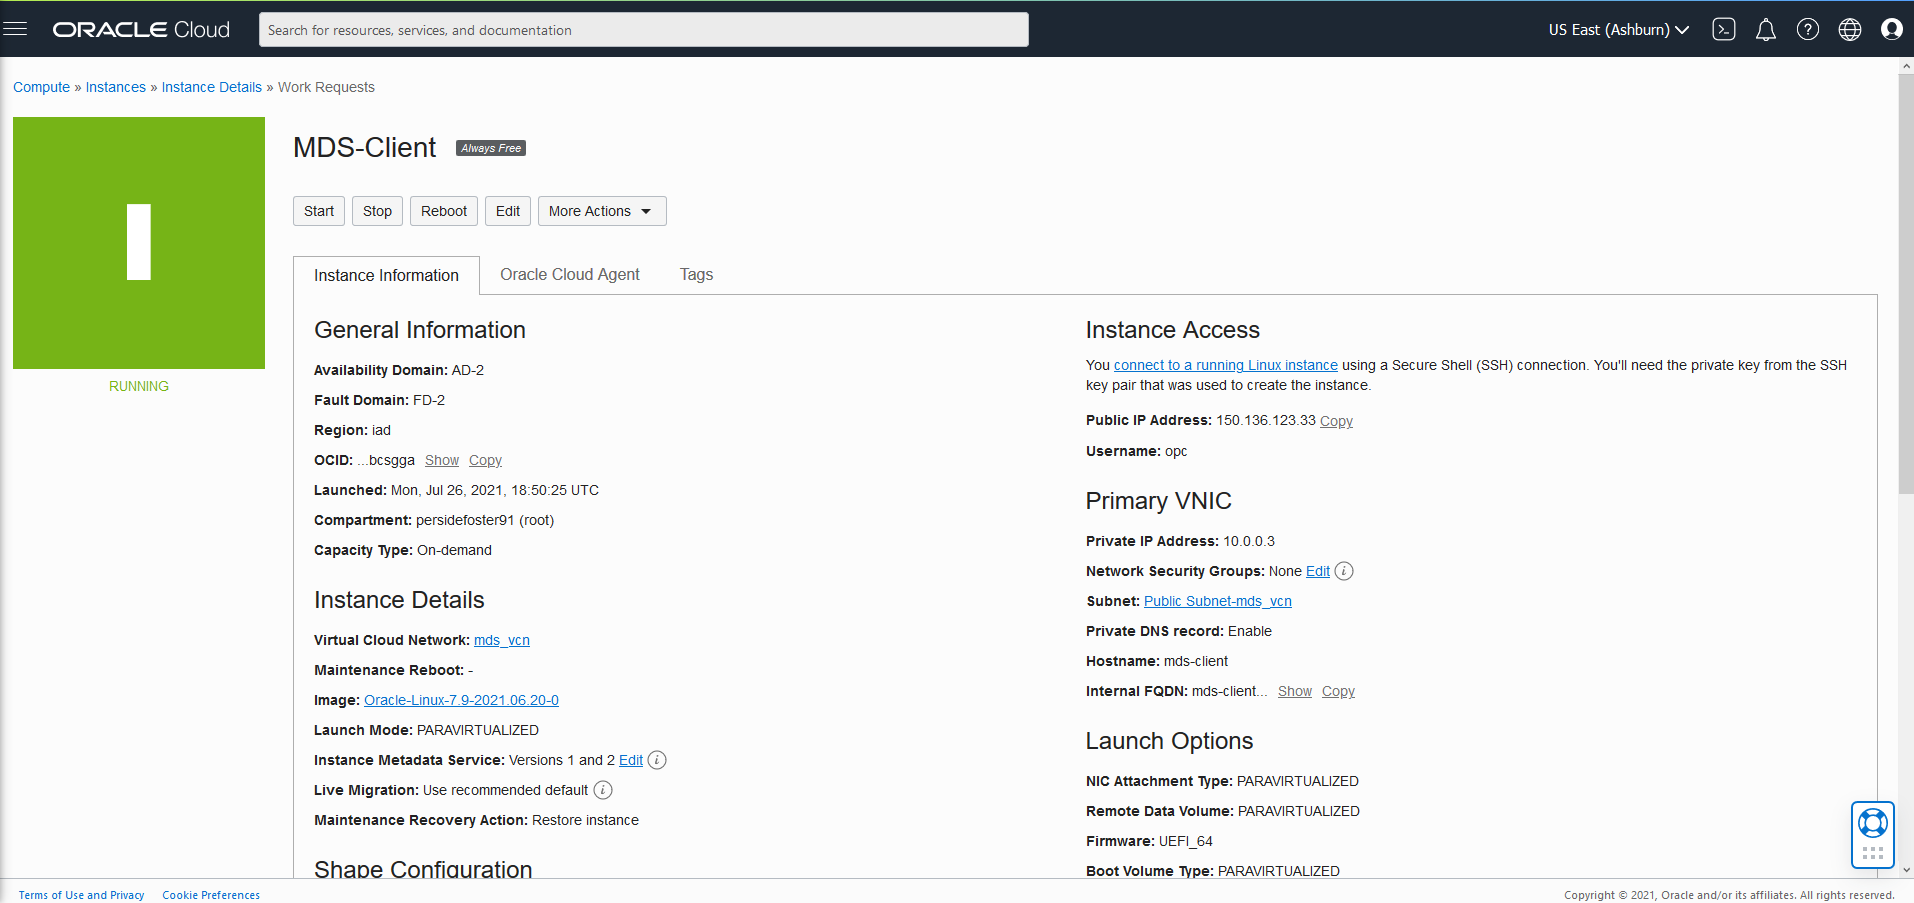 ORACLE Cloud
Search for resources, services, and documentation
US East (Ashburn)
Compute » Instances » Instance Details » Work Requests
RUNNING
MDS-Client
Always Free
Start
Stop
Reboot
Edit
More Actions
Instance Information
Oracle Cloud Agent
Tags
General Information
Availability Domain: AD-2
Fault Domain: FD-2
Region: iad
OCID: ...bcsgga Show Copy
Launched: Mon, Jul 26, 2021, 18:50:25 UTC
Compartment: persidefoster91 (root)
Capacity Type: On-demand
Instance Details
Virtual Cloud Network: mds_vcn
Maintenance Reboot: -
Image: Oracle-Linux-7.9-2021.06.20-0
Launch Mode: PARAVIRTUALIZED
Instance Metadata Service: Versions 1 and 2 Edit
Live Migration: Use recommended default
Maintenance Recovery Action: Restore instance
Shape Configuration
Instance Access
You connect to a running Linux instance using a Secure Shell (SSH) connection. You'll need the private key from the SSH
key pair that was used to create the instance.
Public IP Address: 150.136.123.33 Copy
Username: opc
Primary VNIC
Private IP Address: 10.0.0.3
Network Security Groups: None Edit
Subnet: Public Subnet-mds_vcn
Private DNS record: Enable
Hostname: mds-client
Internal FQDN: mds-client... Show Copy
Launch Options
NIC Attachment Type: PARAVIRTUALIZED
Remote Data Volume: PARAVIRTUALIZED
Firmware: UEFI_64
Boot Volume Type: PARAVIRTUALIZED
Terms of Use and Privacy
Cookie Preferences
Copyright © 2021, Oracle and/or its affiliates. All rights reserved.